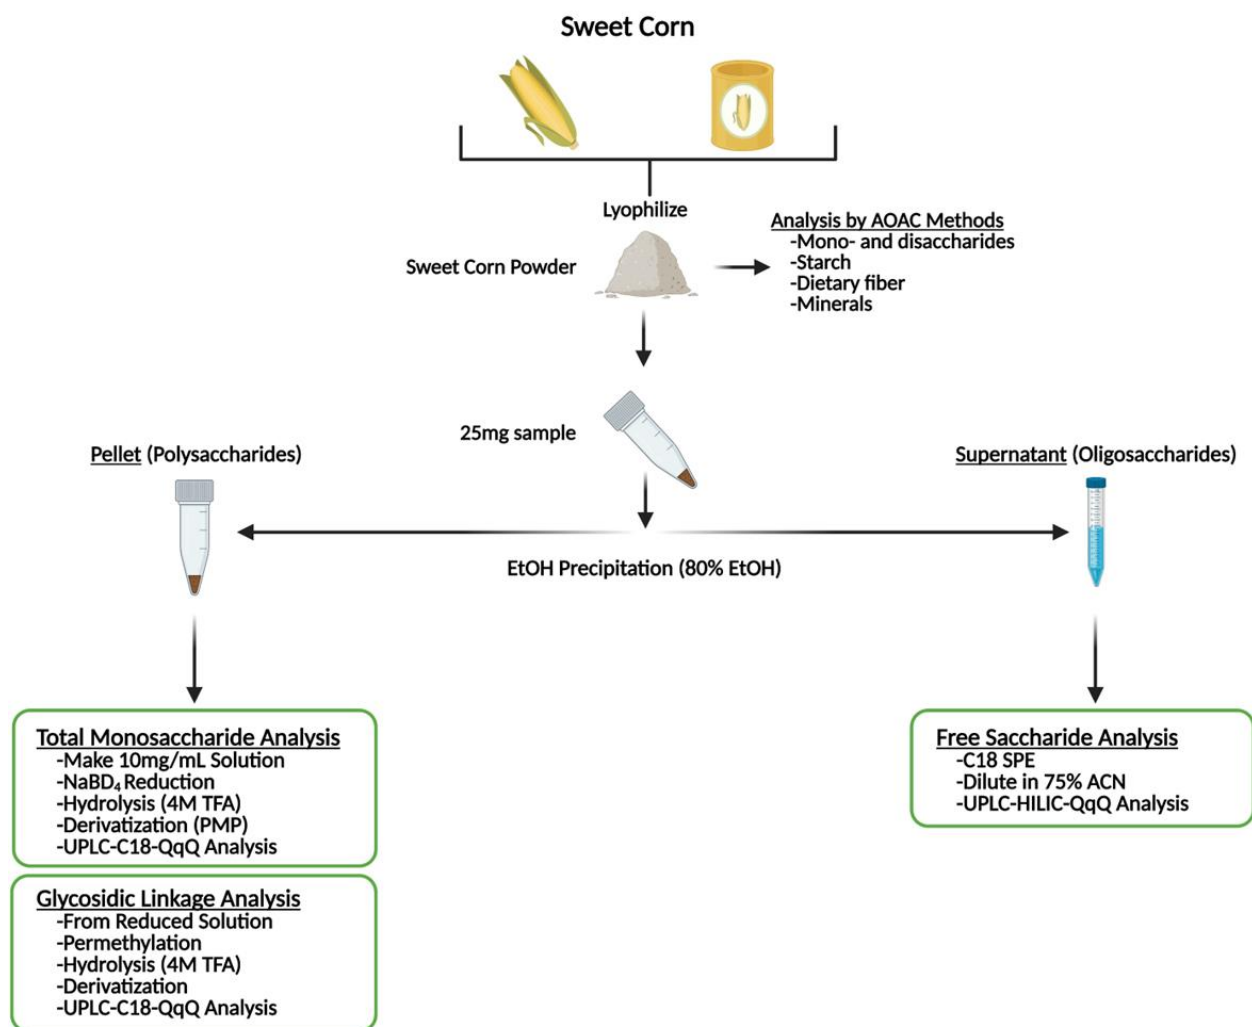 Sweet Corn
Lyophilize
Sweet Corn Powder
Analysis by AOAC Methods
-Mono- and disaccharides
-Starch
-Dietary fiber
-Minerals
25mg sample
Pellet (Polysaccharides)
Supernatant (Oligosaccharides)
EtOH Precipitation (80% EtOH)
Total Monosaccharide Analysis
-Make 10mg/mL Solution
-NaBD₄ Reduction
-Hydrolysis (4M TFA)
-Derivatization (PMP)
-UPLC-C18-QqQ Analysis
Glycosidic Linkage Analysis
-From Reduced Solution
-Permethylation
-Hydrolysis (4M TFA)
-Derivatization
-UPLC-C18-QqQ Analysis
Free Saccharide Analysis
-C18 SPE
-Dilute in 75% ACN
-UPLC-HILIC-QqQ Analysis